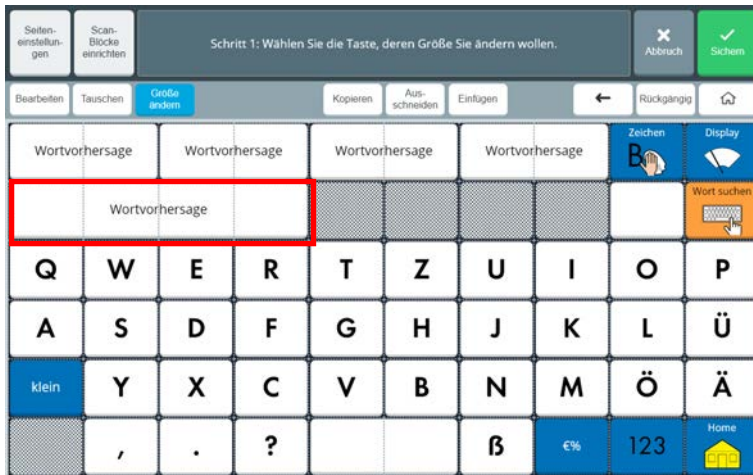 Seiten-
einstellun-
gen
Scan-
Blöcke
einrichten
Schritt 1: Wählen Sie die Taste, deren Größe Sie ändern wollen.
Abbruch
Sichern
Bearbeiten
Tauschen
Größe
ändern
Kopieren
Aus-
schneiden
Einfügen
Rückgängig
Wortvorhersage Wortvorhersage Wortvorhersage Wortvorhersage
Zeichen
B
Display
Wortvorhersage
Wort suchen
Q W E R T Z U I O P
A S D F G H J K L Ü
klein Y X C V B N M Ö Ä
, . ? ß €% 123
Home